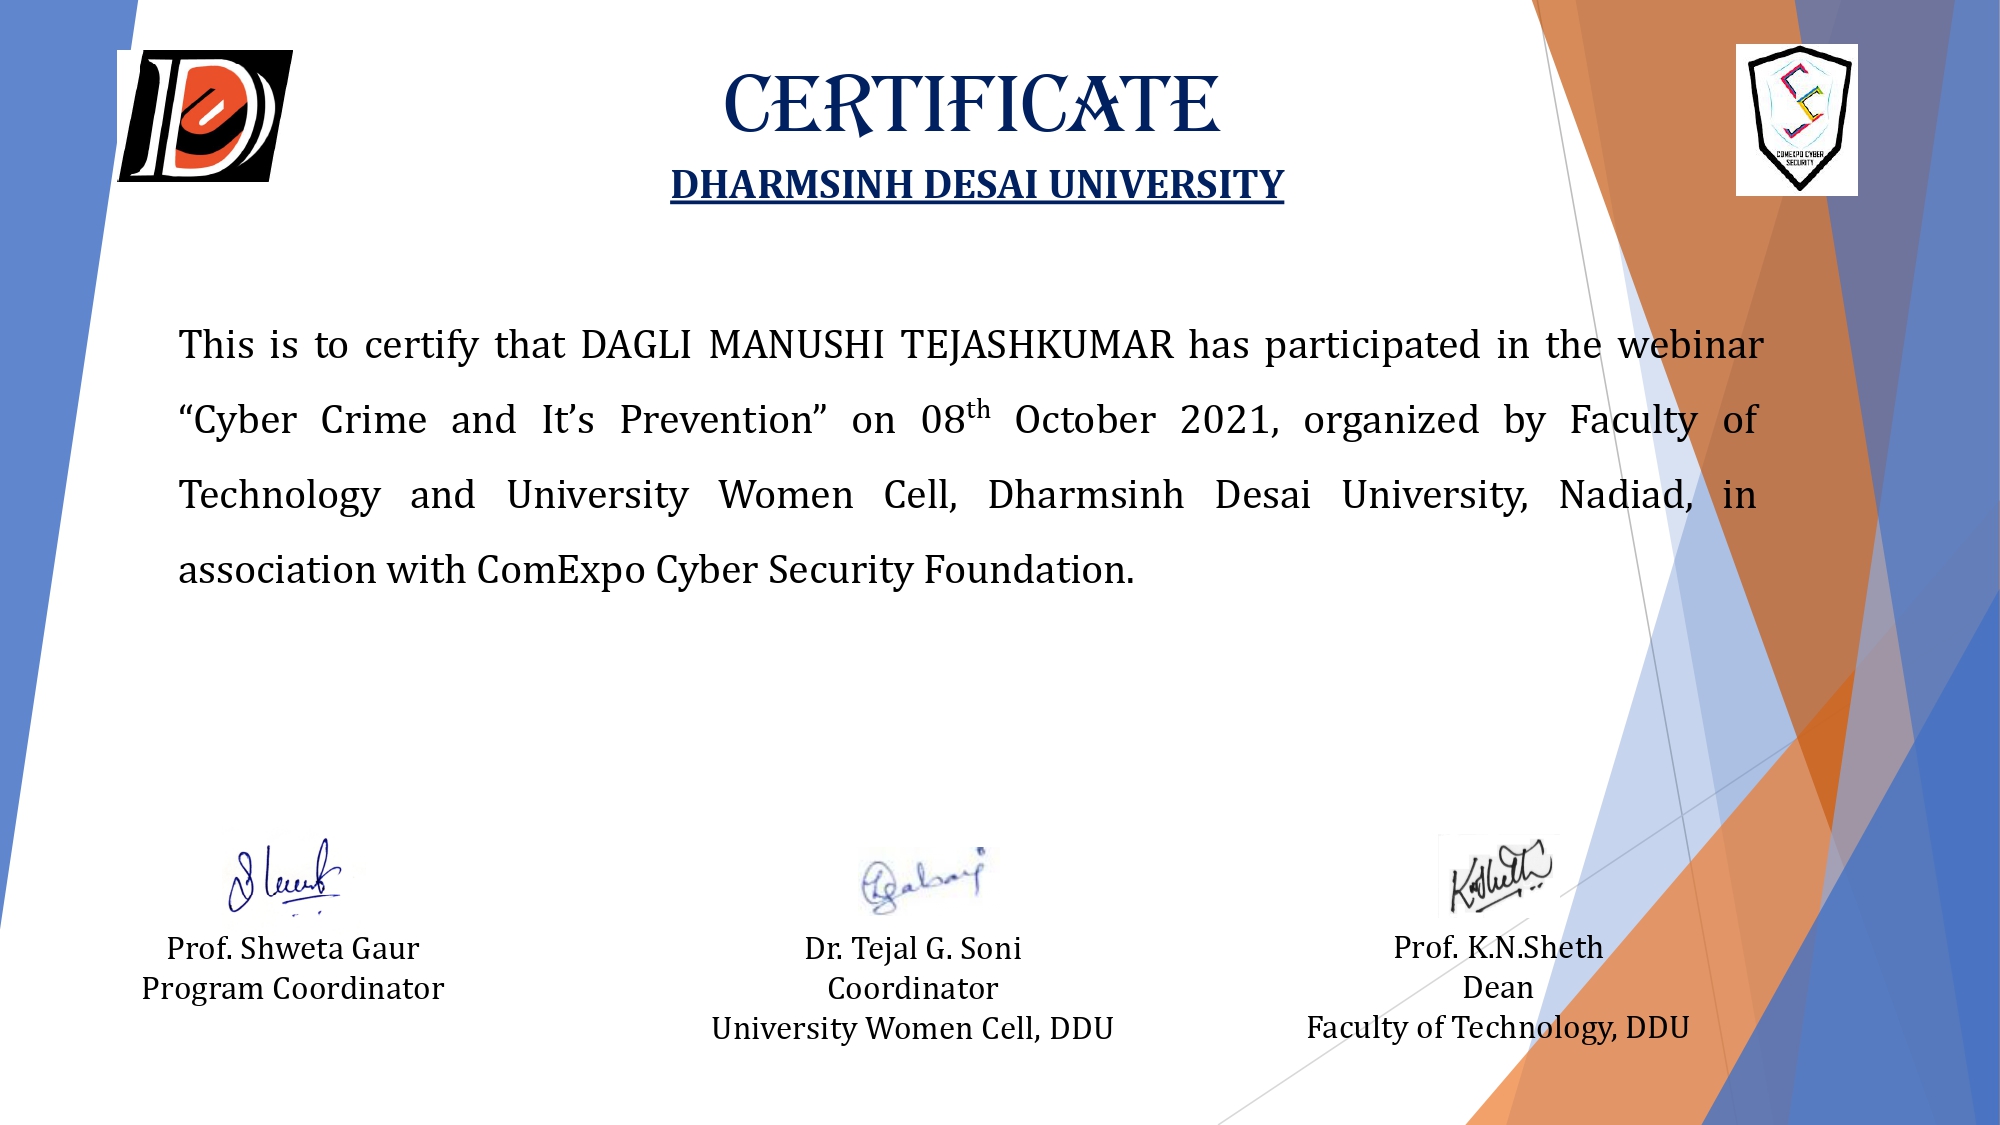 CERTIFICATE
DHARMSINH DESAI UNIVERSITY
COMEXPO CYBER
SECURITY
This is to certify that DAGLI MANUSHI TEJASHKUMAR has participated in the webinar
“Cyber Crime and It’s Prevention” on 08th October 2021, organized by Faculty of
Technology and University Women Cell, Dharmsinh Desai University, Nadiad, in
association with ComExpo Cyber Security Foundation.
Prof. Shweta Gaur
Program Coordinator
Dr. Tejal G. Soni
Coordinator
University Women Cell, DDU
Prof. K.N.Sheth
Dean
Faculty of Technology, DDU